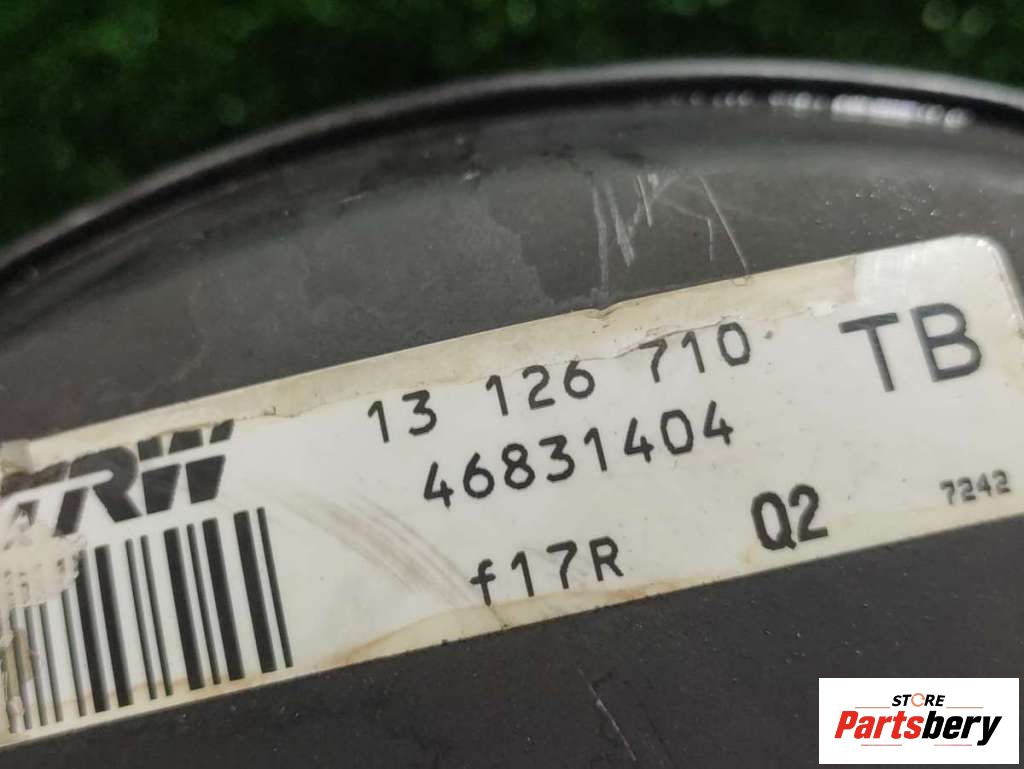 13 126 710 TB
TRW
46831404
f17R Q2 7242
STORE
Partsbery